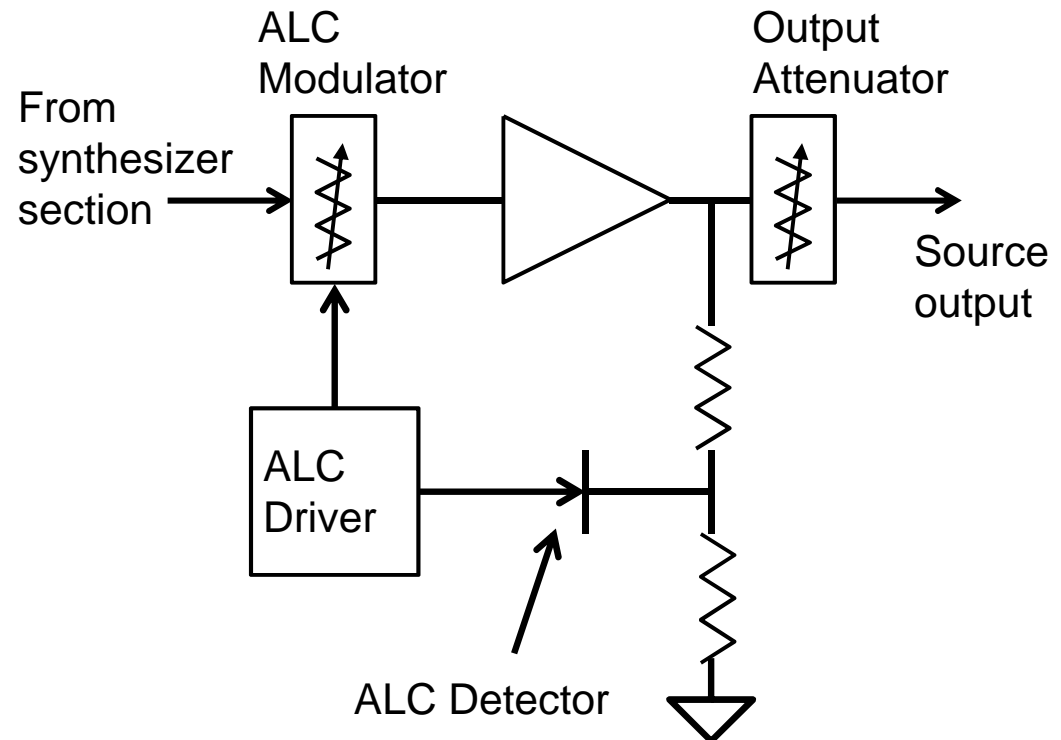 ALC
Modulator
Output
Attenuator
From
synthesizer
section
Source
output
ALC
Driver
ALC Detector